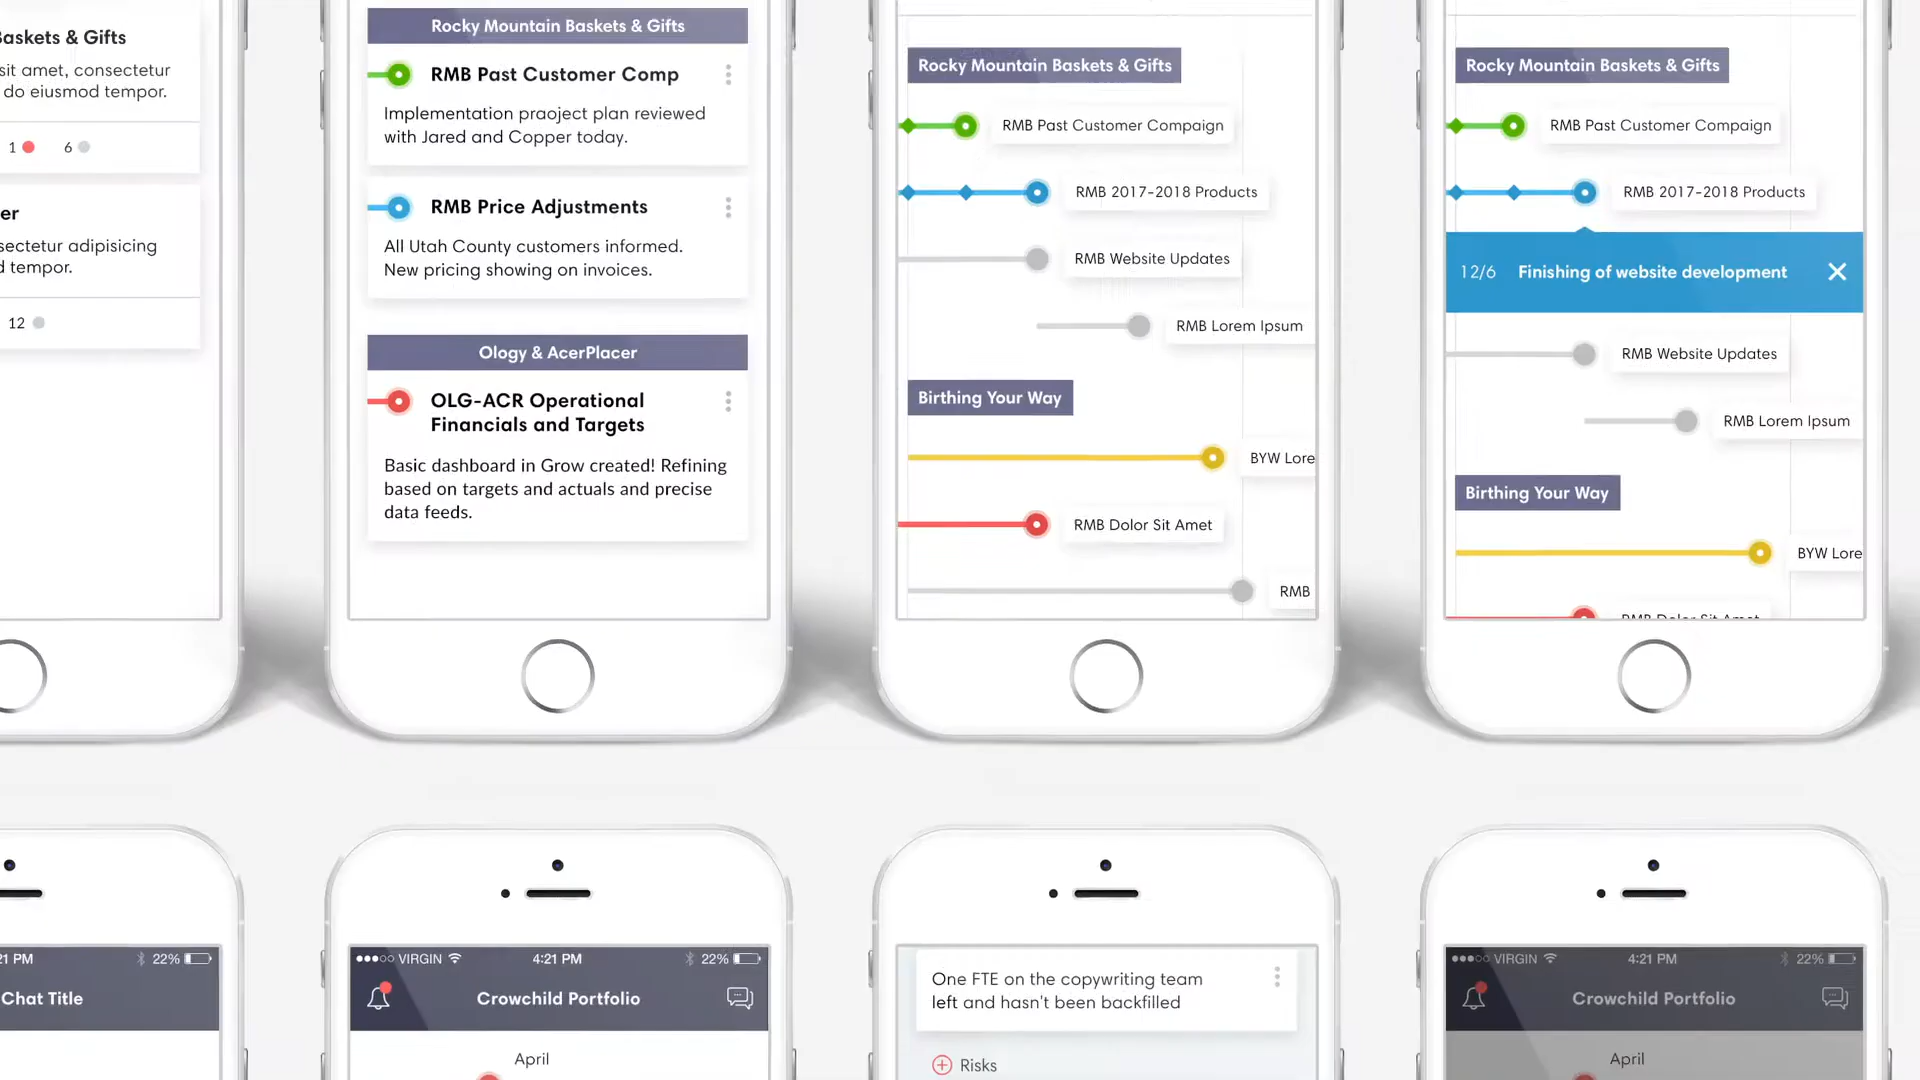 Baskets & Gifts
sit amet, consectetur
do eiusmod tempor.
1
6
er
sectetur adipisicing
d tempor.
12
Rocky Mountain Baskets & Gifts
RMB Past Customer Comp
Implementation praoject plan reviewed
with Jared and Copper today.
RMB Price Adjustments
All Utah County customers informed.
New pricing showing on invoices.
Ology & AcerPlacer
OLG-ACR Operational
Financials and Targets
Basic dashboard in Grow created! Refining
based on targets and actuals and precise
data feeds.
Rocky Mountain Baskets & Gifts
RMB Past Customer Compaign
RMB 2017-2018 Products
RMB Website Updates
RMB Lorem Ipsum
Birthing Your Way
BYW Lore
RMB Dolor Sit Amet
RMB
Rocky Mountain Baskets & Gifts
RMB Past Customer Compaign
RMB 2017-2018 Products
12/6 Finishing of website development
RMB Website Updates
RMB Lorem Ipsum
Birthing Your Way
BYW Lore
RMB Dolor Sit Amet
21 PM 22%
Chat Title
VIRGIN 4:21 PM 22%
Crowchild Portfolio
April
One FTE on the copywriting team
left and hasn't been backfilled
Risks
VIRGIN 4:21 PM 22%
Crowchild Portfolio
April